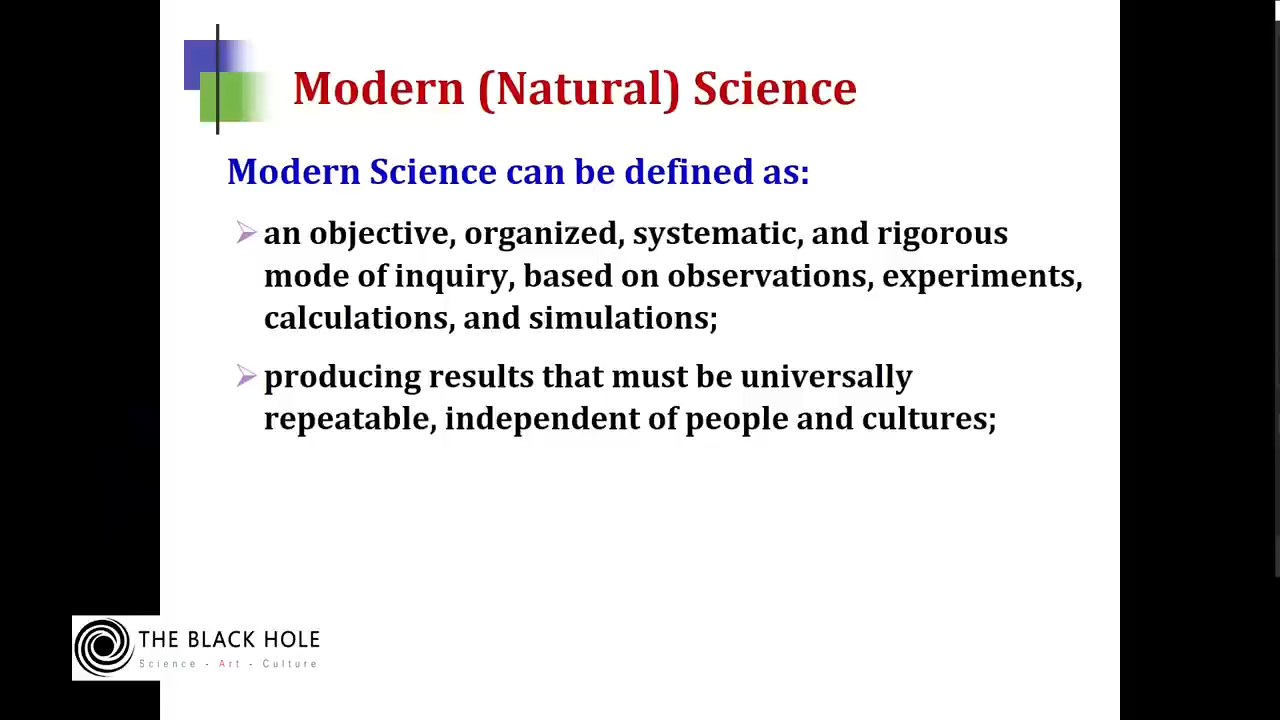 Modern (Natural) Science
Modern Science can be defined as:
an objective, organized, systematic, and rigorous
mode of inquiry, based on observations, experiments,
calculations, and simulations;
producing results that must be universally
repeatable, independent of people and cultures;
THE BLACK HOLE
Science - Art - Culture